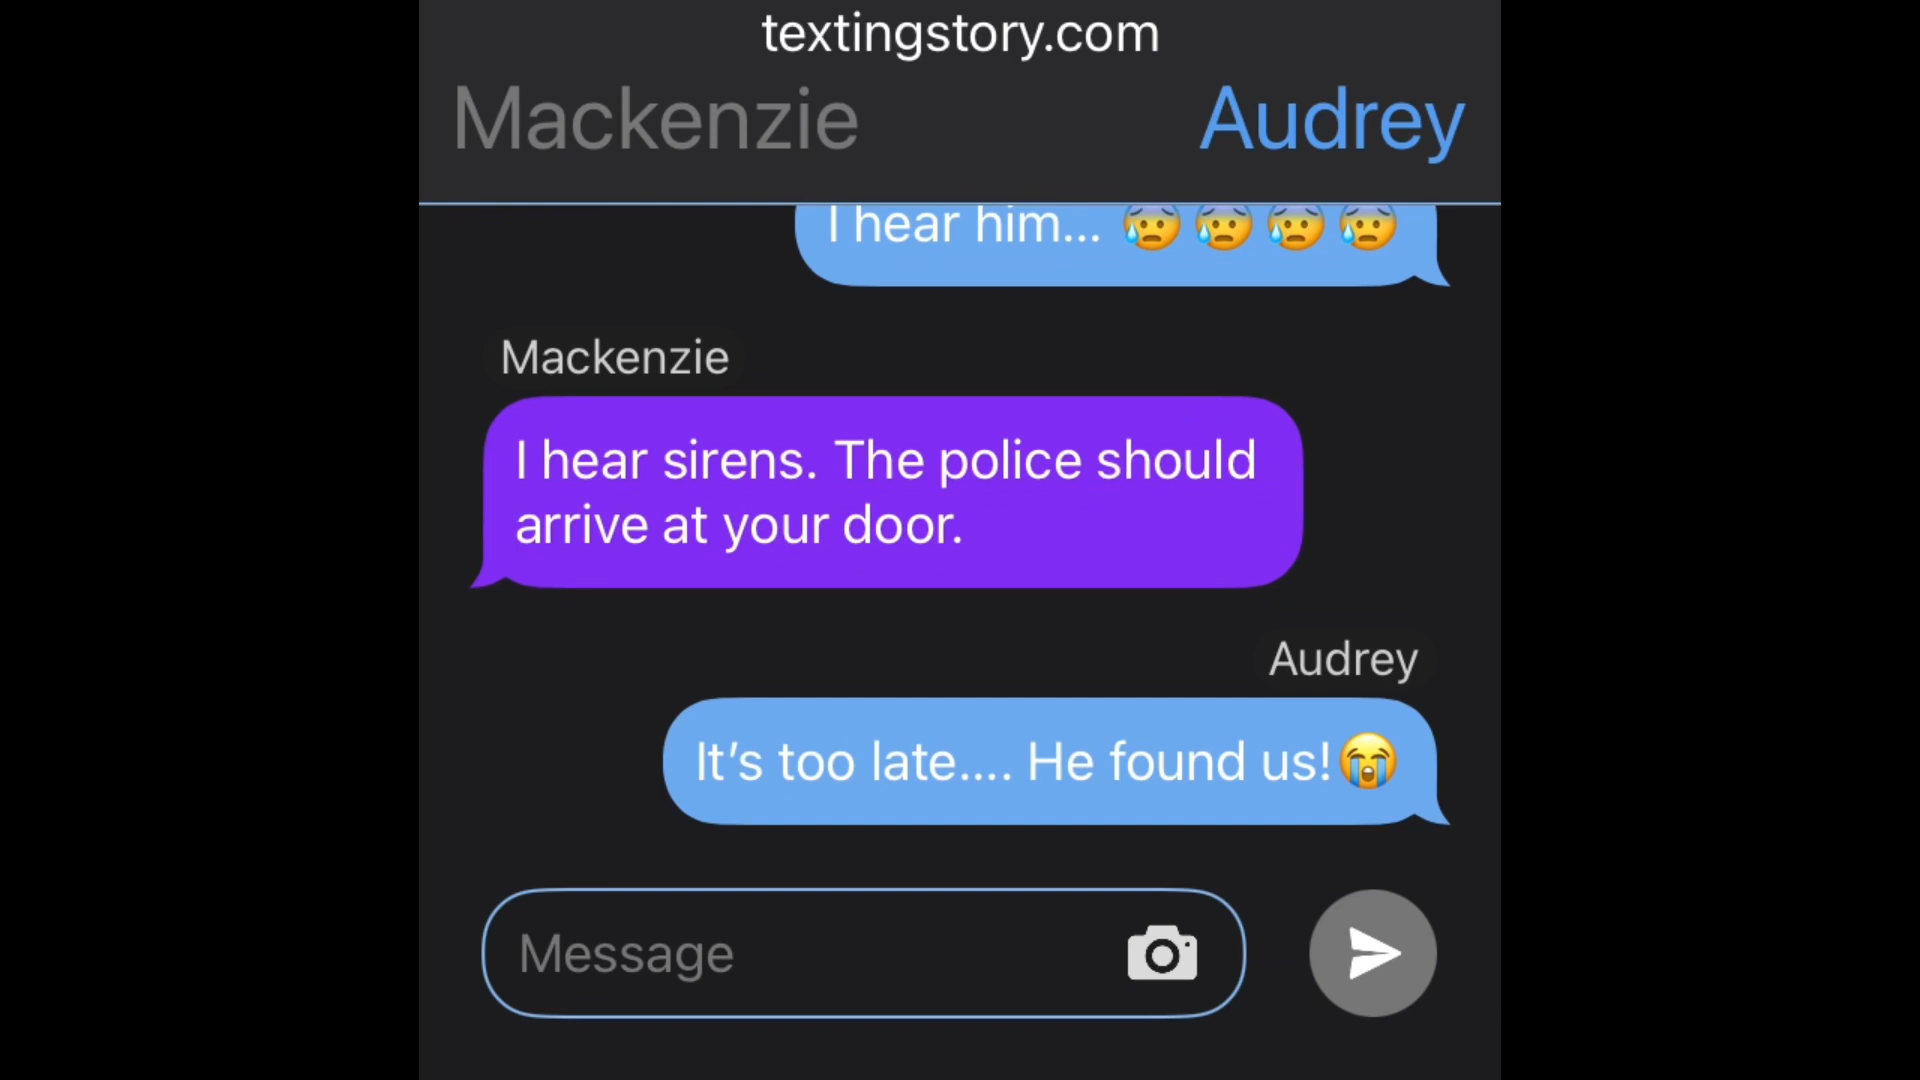 textingstory.com
Mackenzie Audrey
I hear him... 😰😰😰😰
Mackenzie
I hear sirens. The police should
arrive at your door.
Audrey
It’s too late.... He found us!😭
Message